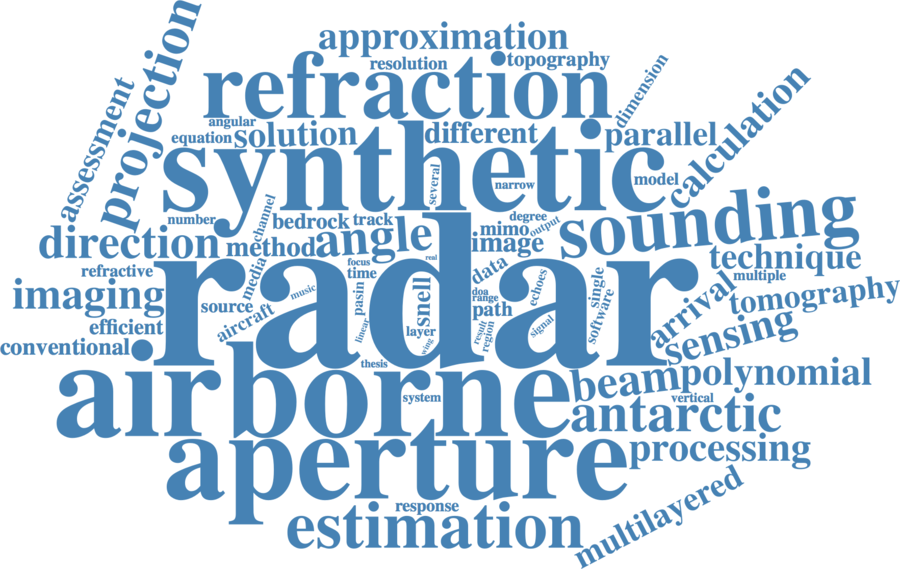 approximation
resolution topography
refraction
projection
assessment
dimension
calculation
angular
equation solution different parallel
synthetic
several
narrow
model
number
channel
bedrock track
degree
mimo output
sounding
direction method angle image
technique
radar
real
refractive
media
focus
time
data
echoes
multiple
imaging
source
music
pasin
snell
doa
range
path
single
software
arrival
tomography
efficient
aircraft
linear
layer
result
region
signal
sensing
conventional
wing
thesis
airborne
system
beam polynomial
vertical
antarctic
aperture processing
response
estimation
multilayered